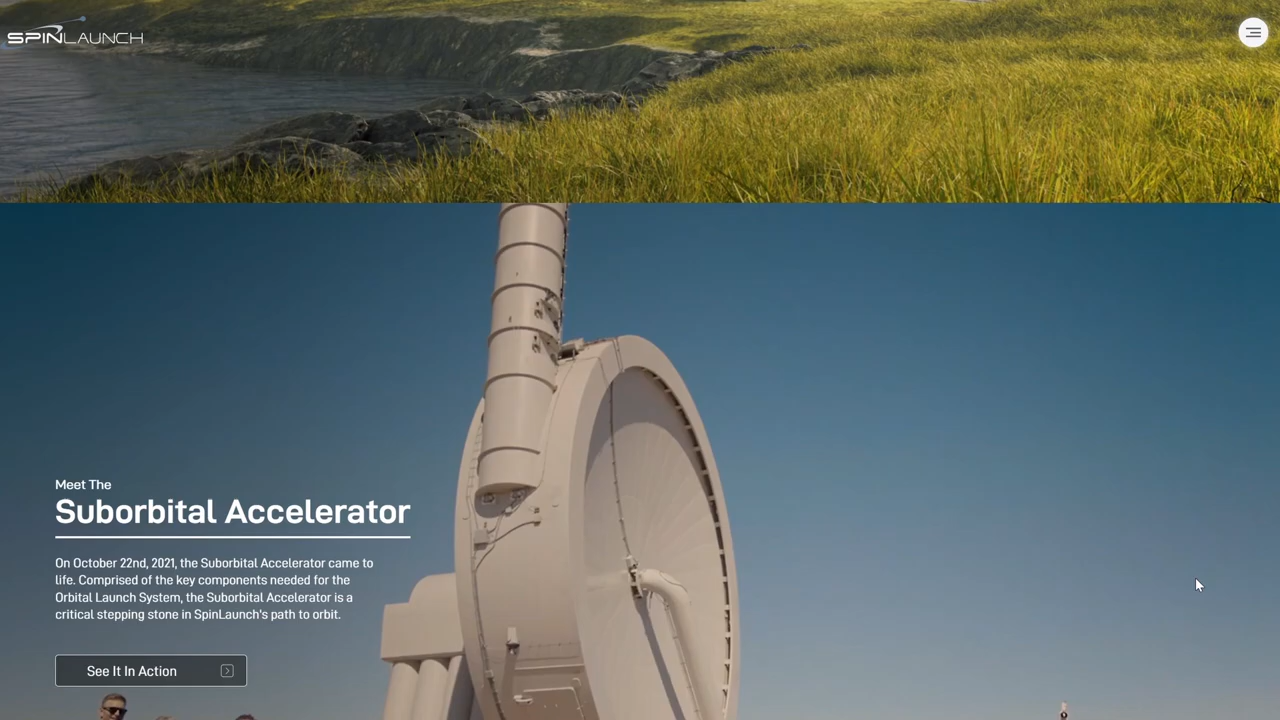 SPINLAUNCH
Meet The
Suborbital Accelerator
On October 22nd, 2021, the Suborbital Accelerator came to
life. Comprised of the key components needed for the
Orbital Launch System, the Suborbital Accelerator is a
critical stepping stone in SpinLaunch's path to orbit.
See It In Action